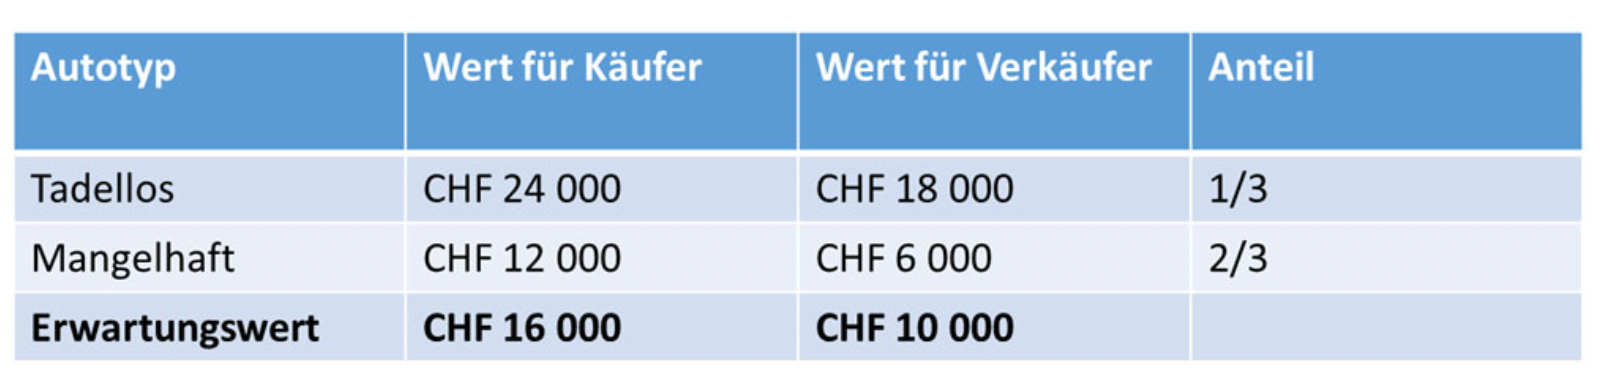 Autotyp Wert für Käufer Wert für Verkäufer Anteil
Tadellos CHF 24 000 CHF 18 000 1/3
Mangelhaft CHF 12 000 CHF 6 000 2/3
Erwartungswert CHF 16 000 CHF 10 000